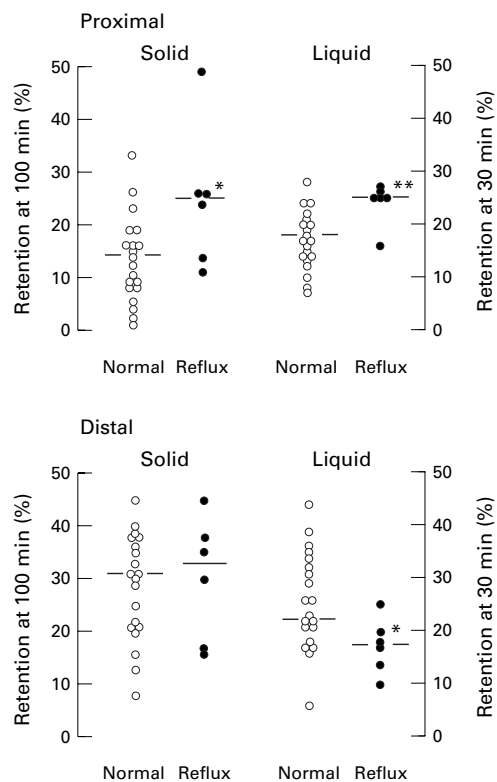 Proximal
Solid Liquid
50 50
40 40
30 30
20 20
10 10
0 0
Retention at 100 min (%)
Retention at 30 min (%)
* **
Normal Reflux Normal Reflux
Distal
Solid Liquid
50 50
40 40
30 30
20 20
10 10
0 0
Retention at 100 min (%)
Retention at 30 min (%)
*
Normal Reflux Normal Reflux